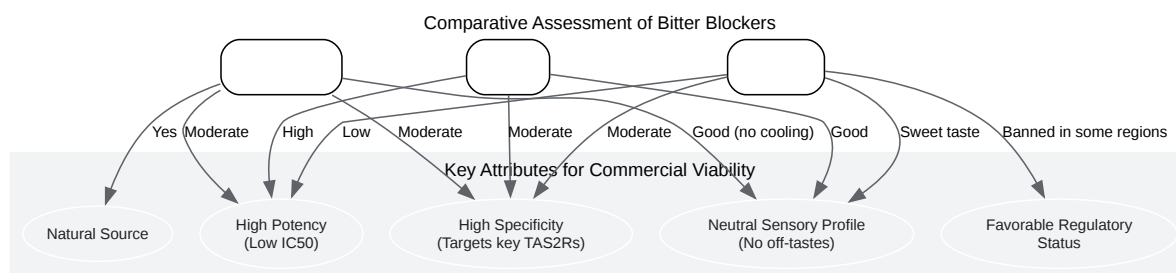 Comparative Assessment of Bitter Blockers
Yes
Moderate
High
Low
Moderate
Moderate
Moderate
Good (no cooling)
Good
Sweet taste
Banned in some regions
Key Attributes for Commercial Viability
Natural Source
High Potency
(Low IC50)
High Specificity
(Targets key TAS2Rs)
Neutral Sensory Profile
(No off-tastes)
Favorable Regulatory
Status